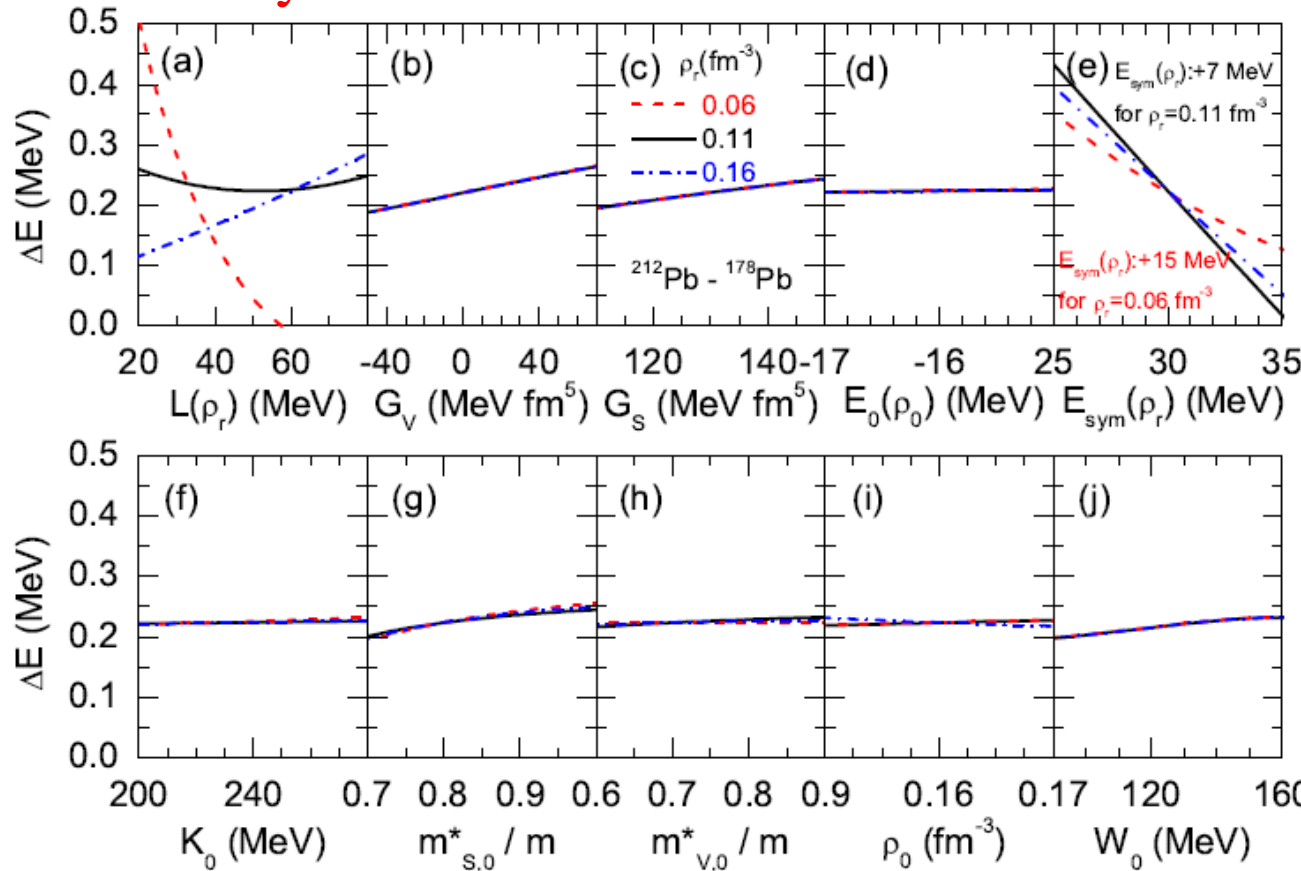 y
0.5
0.4
0.3
0.2
0.1
0.0
ΔE (MeV)
(a)
(b)
(c)
ρr(fm-3)
0.06
0.11
0.16
212Pb - 178Pb
(d)
(e)
Esym(ρr):+7 MeV
for ρr=0.11 fm-3
Esym(ρr):+15 MeV
for ρr=0.06 fm-3
20 40 60 -40 0 40 120 140 -17 -16 25 30 35
L(ρr) (MeV) GV (MeV fm5) GS (MeV fm5) E0(ρ0) (MeV) Esym(ρr) (MeV)
0.5
0.4
0.3
0.2
0.1
0.0
ΔE (MeV)
(f)
(g)
(h)
(i)
(j)
200 240 0.7 0.8 0.9 0.6 0.7 0.8 0.9 0.16 0.17 120 160
K0 (MeV) m*S,0 / m m*V,0 / m ρ0 (fm-3) W0 (MeV)